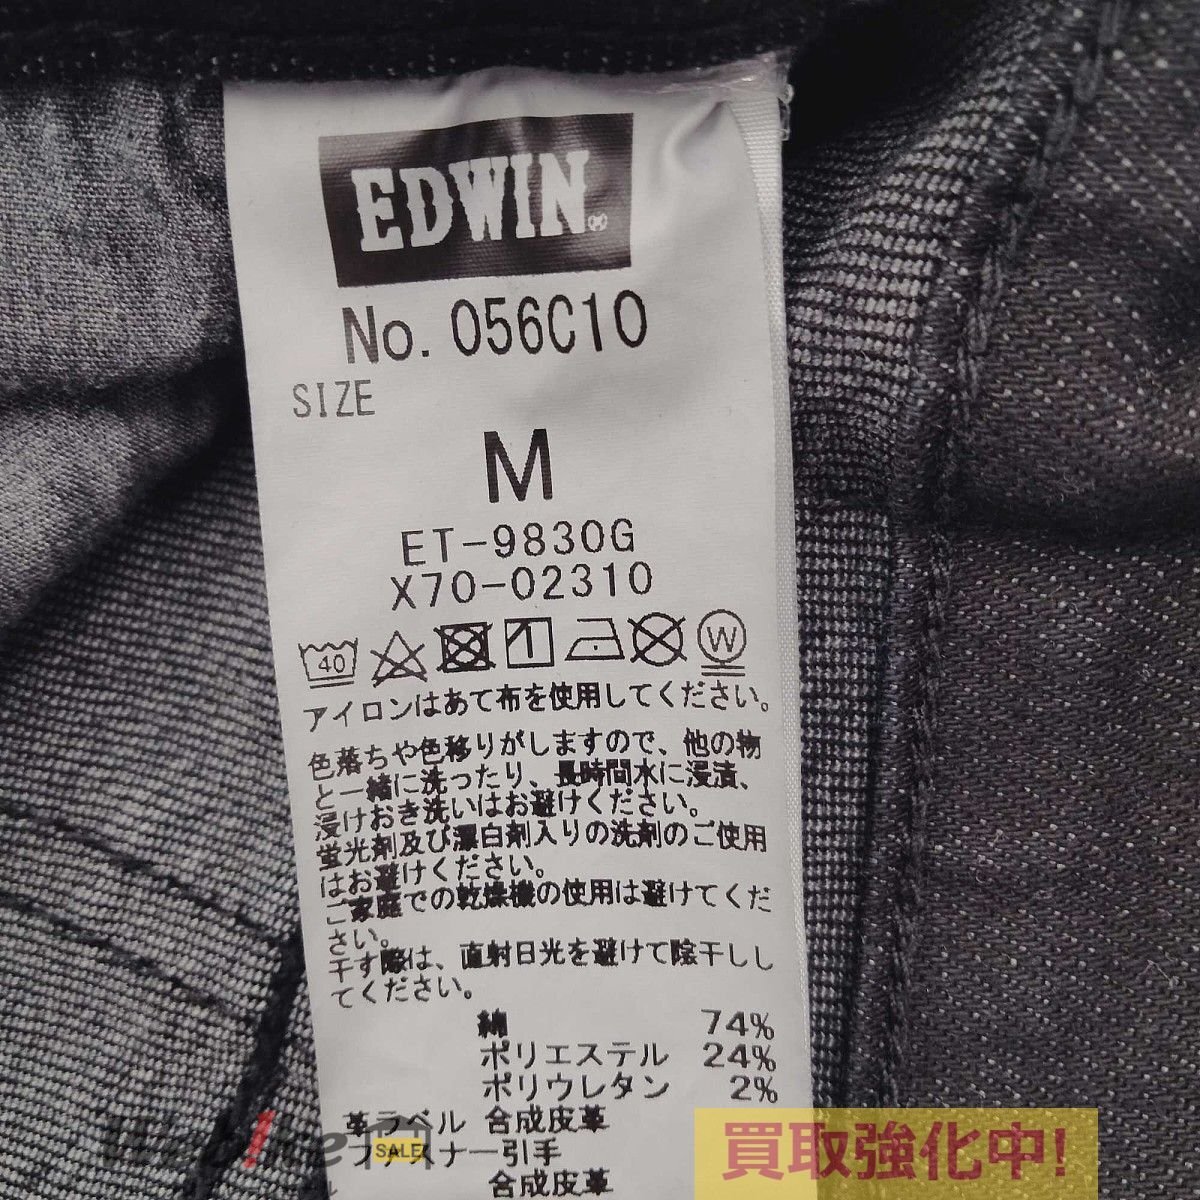 EDWIN®
No. 056C10
SIZE
M
ET-9830G
X70-02310
40 W
アイロンはあて布を使用してください。
色落ちや色移りがしますので、他の物
と一緒に洗ったり、長時間水に浸漬、
浸けおき洗いはお避けください。
蛍光剤及び漂白剤入りの洗剤のご使用
はお避けください。
ご家庭での乾燥機の使用は避けてくだ
さい。
干す際は、直射日光を避けて陰干しし
てください。
綿 74%
ポリエステル 24%
ポリウレタン 2%
革ラベル 合成皮革
ファスナー引手
合成皮革
Webike
SALE
買取強化中!